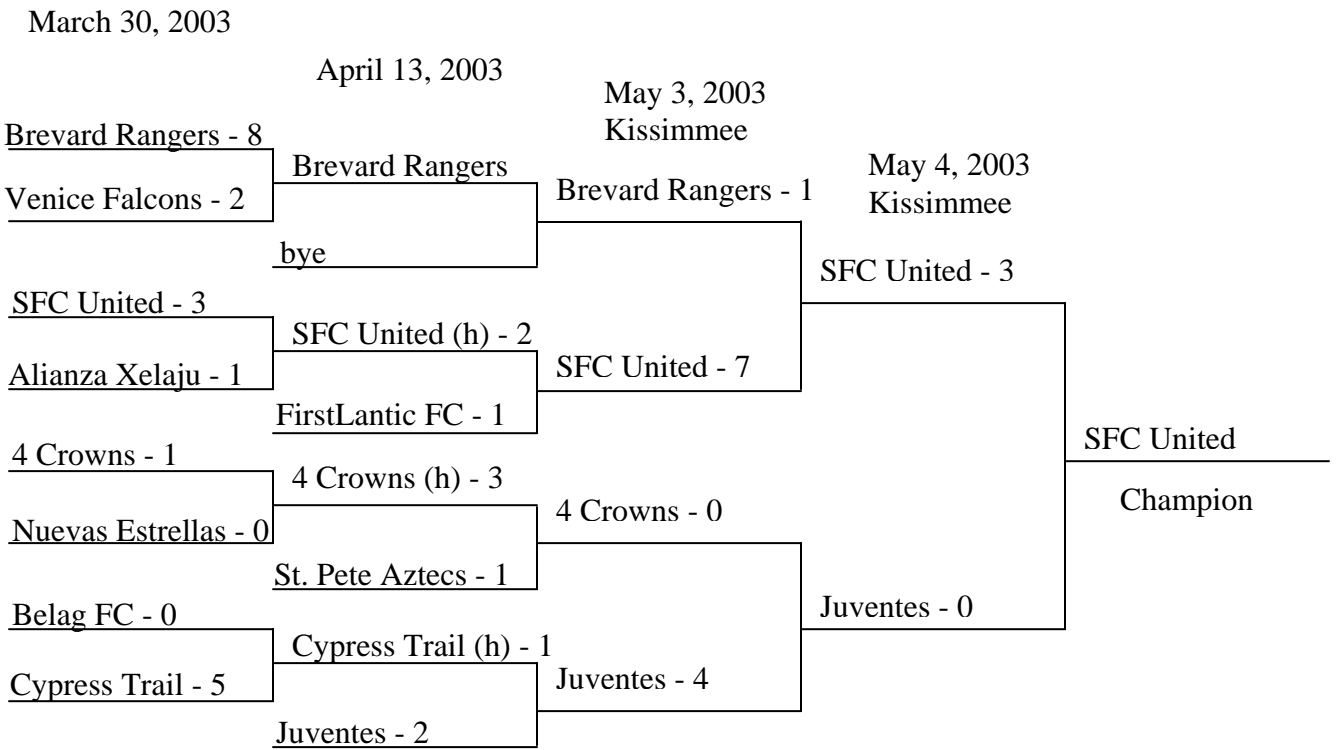 March 30, 2003
April 13, 2003
May 3, 2003
Kissimmee
May 4, 2003
Kissimmee
Brevard Rangers - 8
Venice Falcons - 2
SFC United - 3
Alianza Xelaju - 1
4 Crowns - 1
Nuevas Estrellas - 0
Belag FC - 0
Cypress Trail - 5
Brevard Rangers
bye
SFC United (h) - 2
FirstLantic FC - 1
4 Crowns (h) - 3
St. Pete Aztecs - 1
Cypress Trail (h) - 1
Juventes - 2
Brevard Rangers - 1
SFC United - 7
4 Crowns - 0
Juventes - 4
SFC United - 3
Juventes - 0
SFC United
Champion